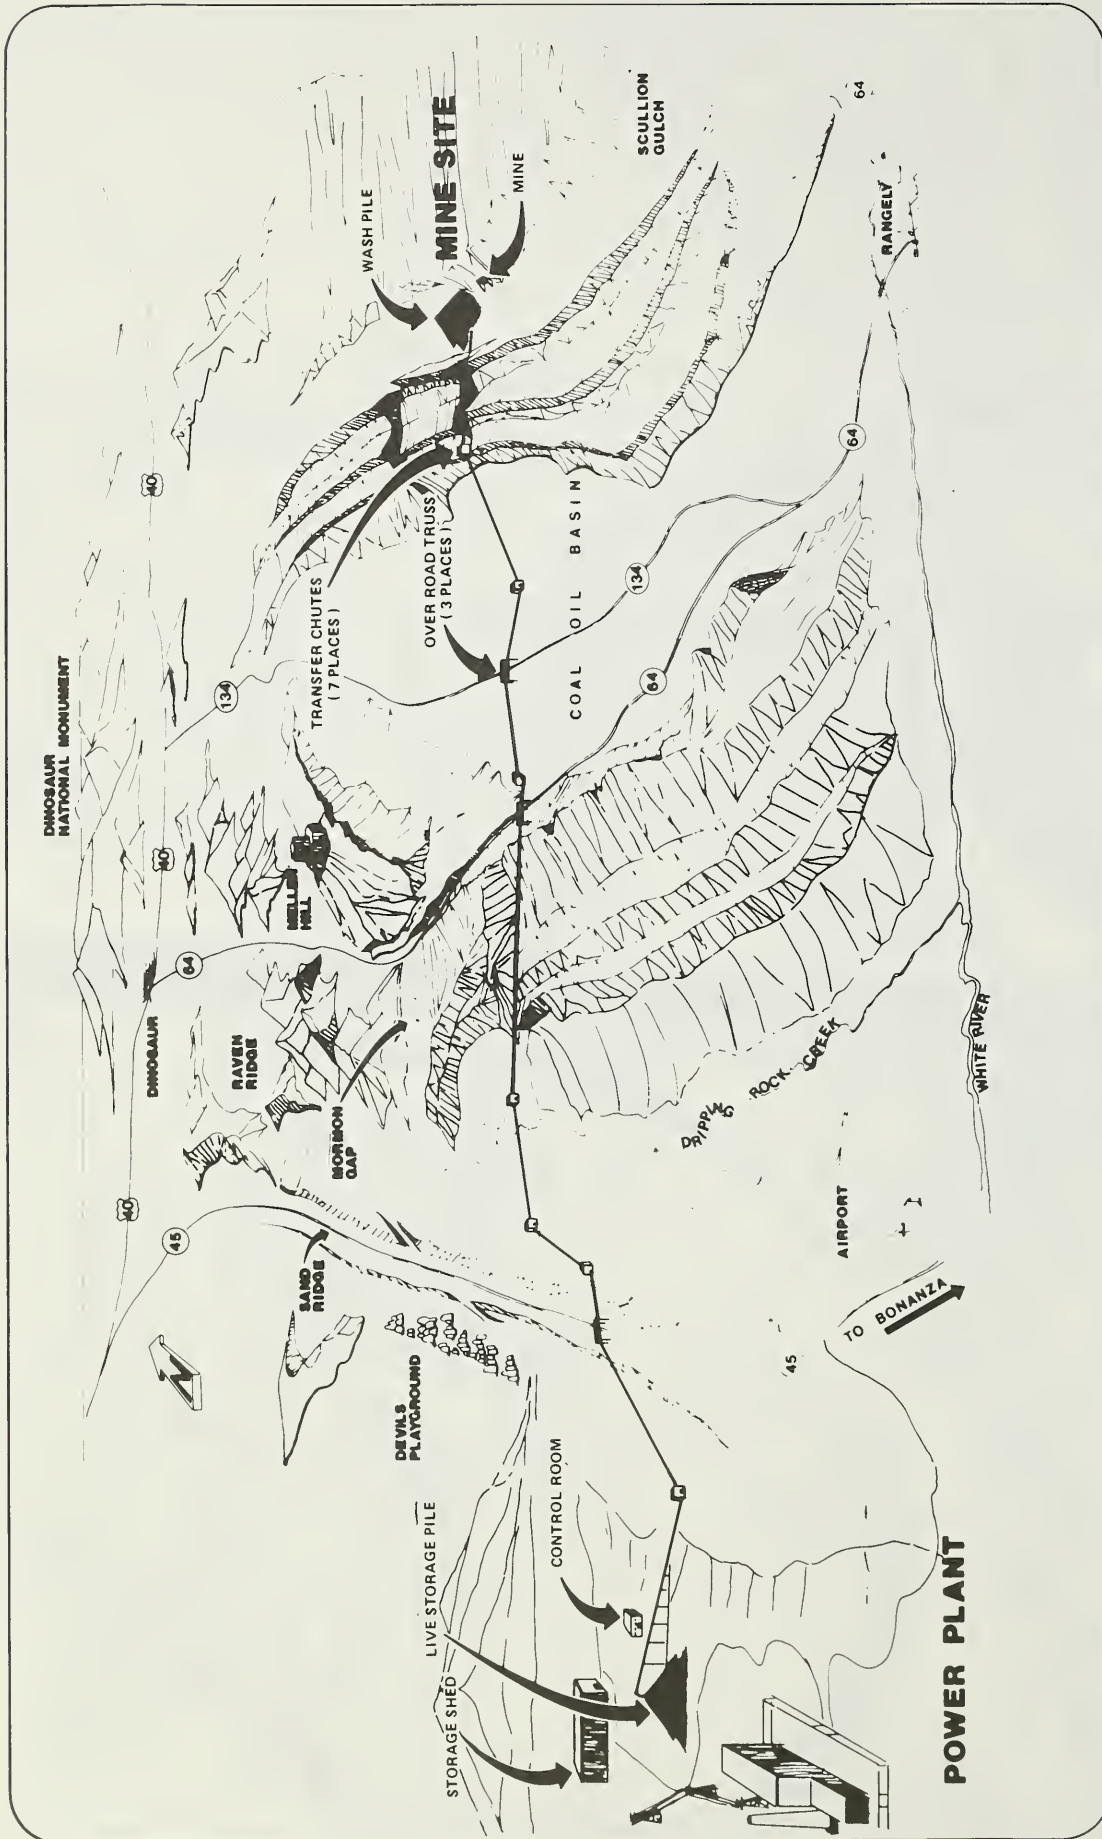 DINOSAUR
NATIONAL MONUMENT
40
40
40
DINOSAUR
45
64
134
RAVEN
RIDGE
MELLEN
HILL
N
SAND
RIDGE
MORMON
GAP
TRANSFER CHUTES
( 7 PLACES )
WASH PILE
MINE SITE
MINE
OVER ROAD TRUSS
( 3 PLACES )
DEVILS
PLAYGROUND
LIVE STORAGE PILE
STORAGE SHED
CONTROL ROOM
COAL OIL BASIN
SCULLION
GULCH
134
64
64
64
DRIPPING ROCK CREEK
AIRPORT
45
TO BONANZA
RANGELY
WHITE RIVER
POWER PLANT